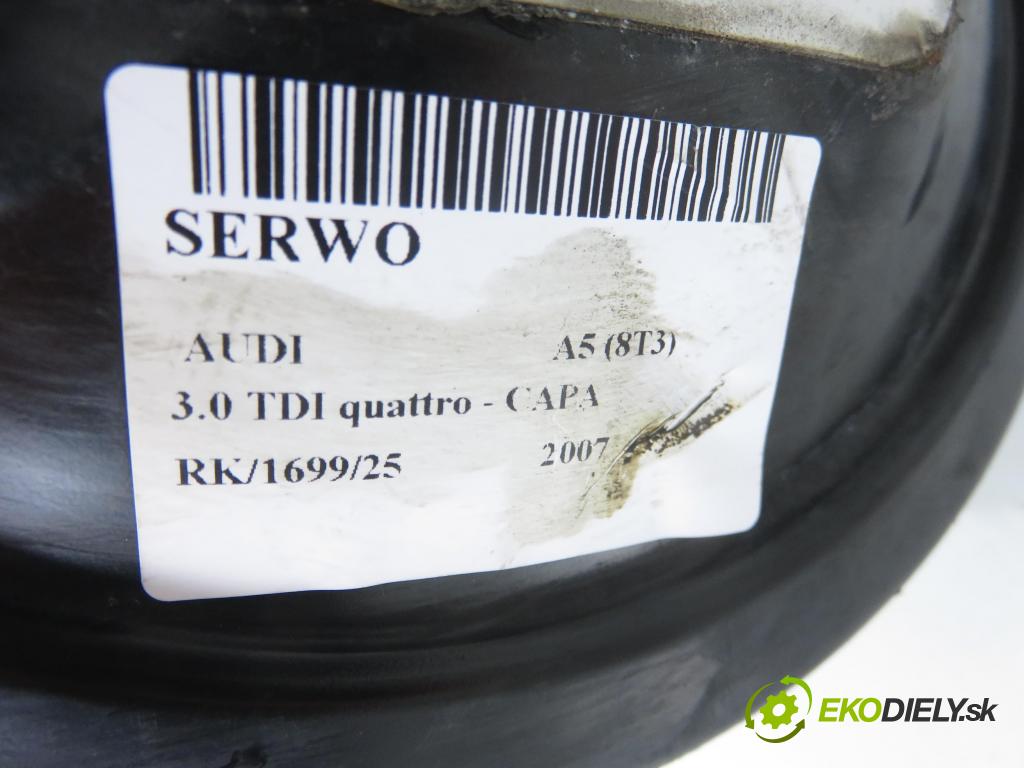 SERWO
AUDI A5 (8T3)
3.0 TDI quattro - CAPA
RK/1699/25 2007
EKODIELY.sk